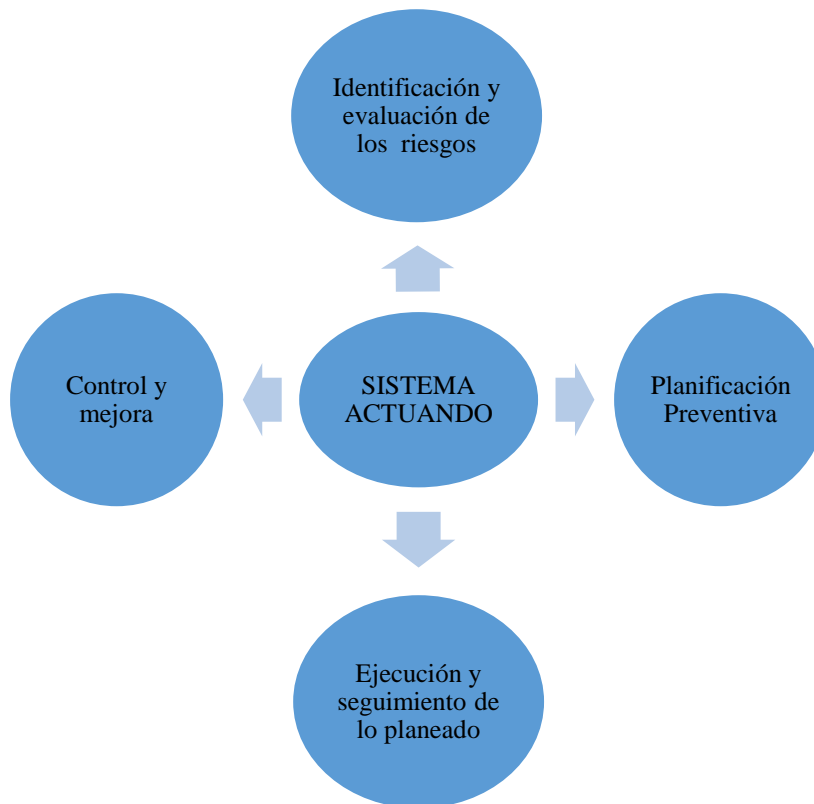 Identificación y
evaluación de
los riesgos
Control y
mejora
SISTEMA
ACTUANDO
Planificación
Preventiva
Ejecución y
seguimiento de
lo planeado